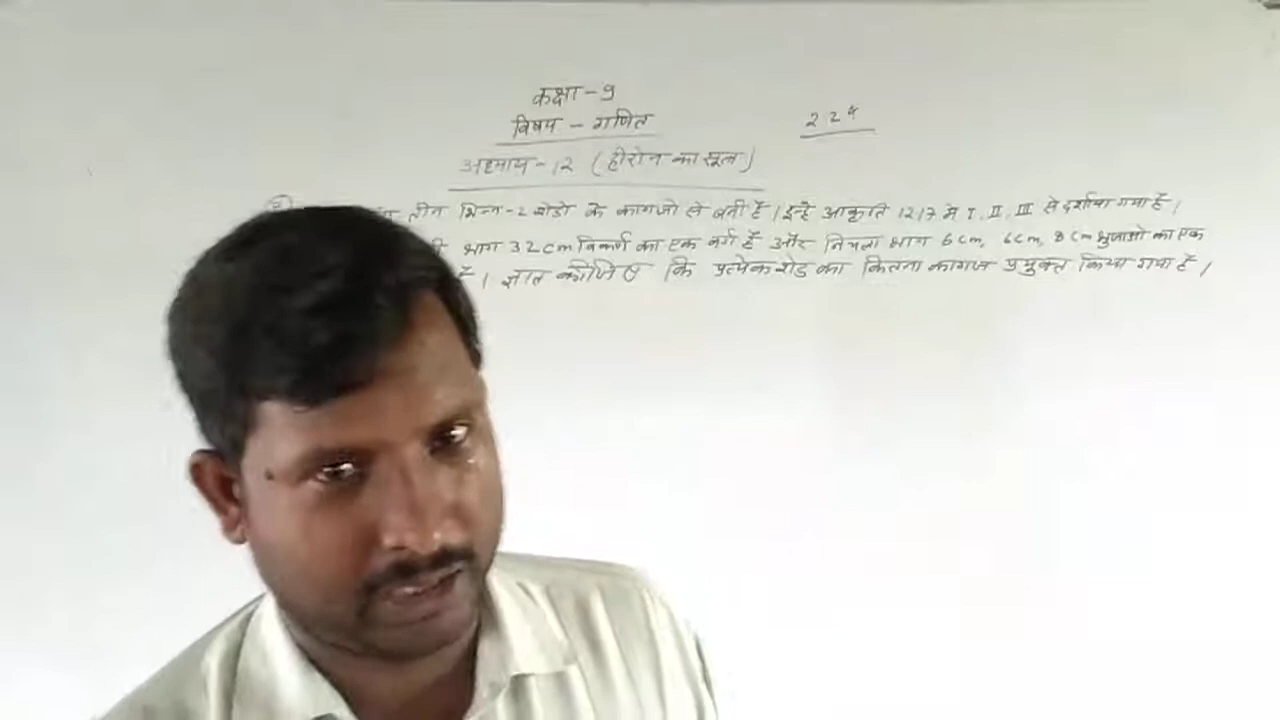 कक्षा - 9
विषय - गणित
224
अध्याय - 12 (हीरोन का सूत्र)
तीन भिन्न-2 शेडो के कागजो से बनी है। इन्हे आकृति 12.17 मे I, II, III से दर्शाया गया है।
भाग 32 cm विकर्ण का एक वर्ग है और निचला भाग 6 cm, 6 cm, 8 cm भुजाओ का एक
है। ज्ञात कीजिए कि प्रत्येक शेड का कितना कागज प्रयुक्त किया गया है।